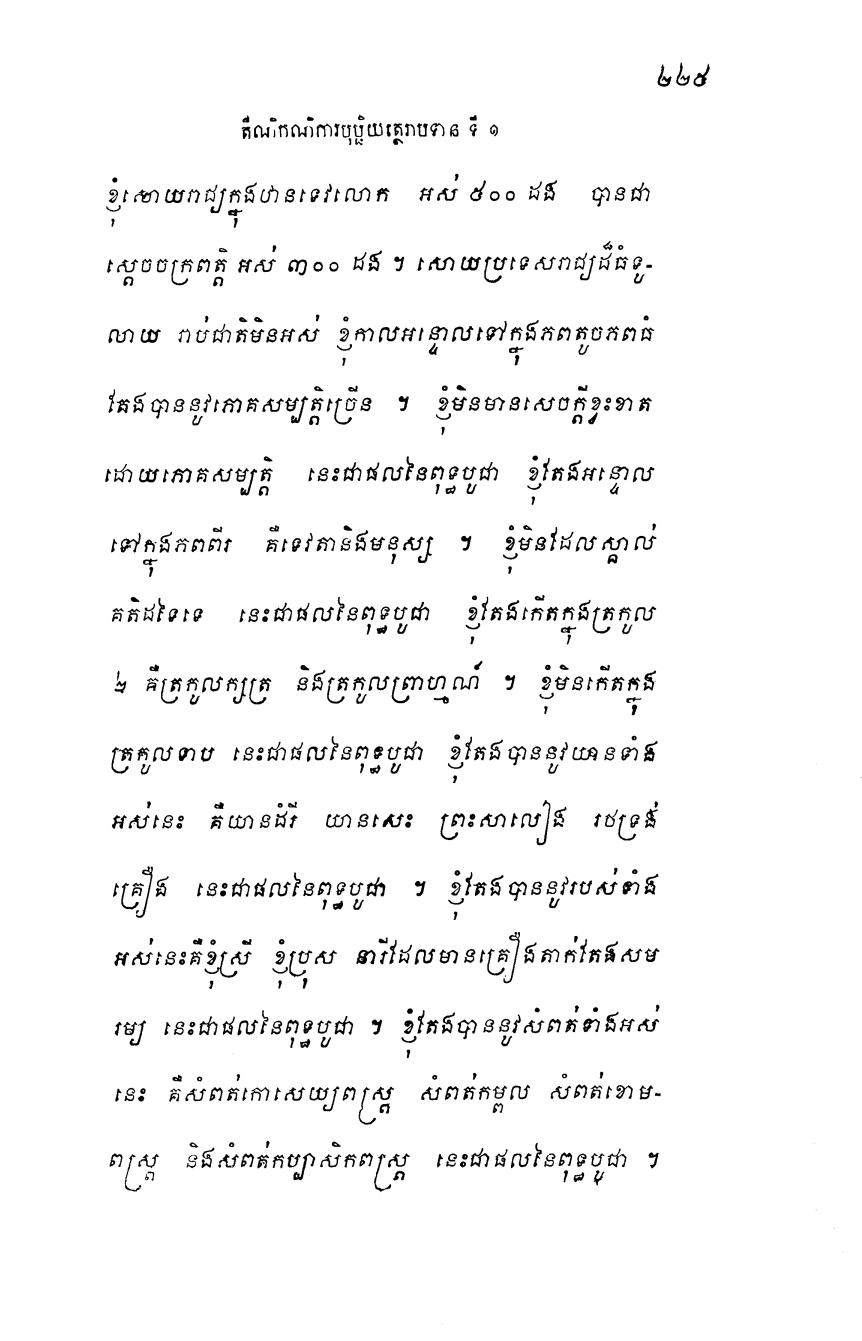 ២២៥
តីណិកណិការបុប្ផិយត្ថេរាបទាន ទី ១
ខ្ញុំសោយរាជ្យក្នុងឋានទេវលោក អស់ ៥០០ ដង បានជា
ស្តេចចក្រពត្តិ អស់ ៣០០ ដង ។ សោយប្រទេសរាជ្យដ៏ធំទូ-
លាយ រាប់ជាតិមិនអស់ ខ្ញុំកាលអន្ទោលទៅក្នុងភពតូចភពធំ
តែងបាននូវភោគសម្បត្តិច្រើន ។ ខ្ញុំមិនមានសេចក្តីខ្វះខាត
ដោយភោគសម្បត្តិ នេះជាផលនៃពុទ្ធបូជា ខ្ញុំតែងអន្ទោល
ទៅក្នុងភពពីរ គឺទេវតានិងមនុស្ស ។ ខ្ញុំមិនដែលស្គាល់
គតិដទៃទេ នេះជាផលនៃពុទ្ធបូជា ខ្ញុំតែងកើតក្នុងត្រកូល
២ គឺត្រកូលក្សត្រ និងត្រកូលព្រាហ្មណ៍ ។ ខ្ញុំមិនកើតក្នុង
ត្រកូលទាប នេះជាផលនៃពុទ្ធបូជា ខ្ញុំតែងបាននូវយានទាំង
អស់នេះ គឺយានដំរី យានសេះ ព្រះសាលៀង រថទ្រង់
គ្រឿង នេះជាផលនៃពុទ្ធបូជា ។ ខ្ញុំតែងបាននូវរបស់ទាំង
អស់នេះគឺខ្ញុំស្រី ខ្ញុំប្រុស នារីដែលមានគ្រឿងតាក់តែងសម
រម្យ នេះជាផលនៃពុទ្ធបូជា ។ ខ្ញុំតែងបាននូវសំពត់ទាំងអស់
នេះ គឺសំពត់កោសេយ្យពស្ត្រ សំពត់កម្ពល សំពត់ខោម-
ពស្ត្រ និងសំពត់កប្បាសិកពស្ត្រ នេះជាផលនៃពុទ្ធបូជា ។